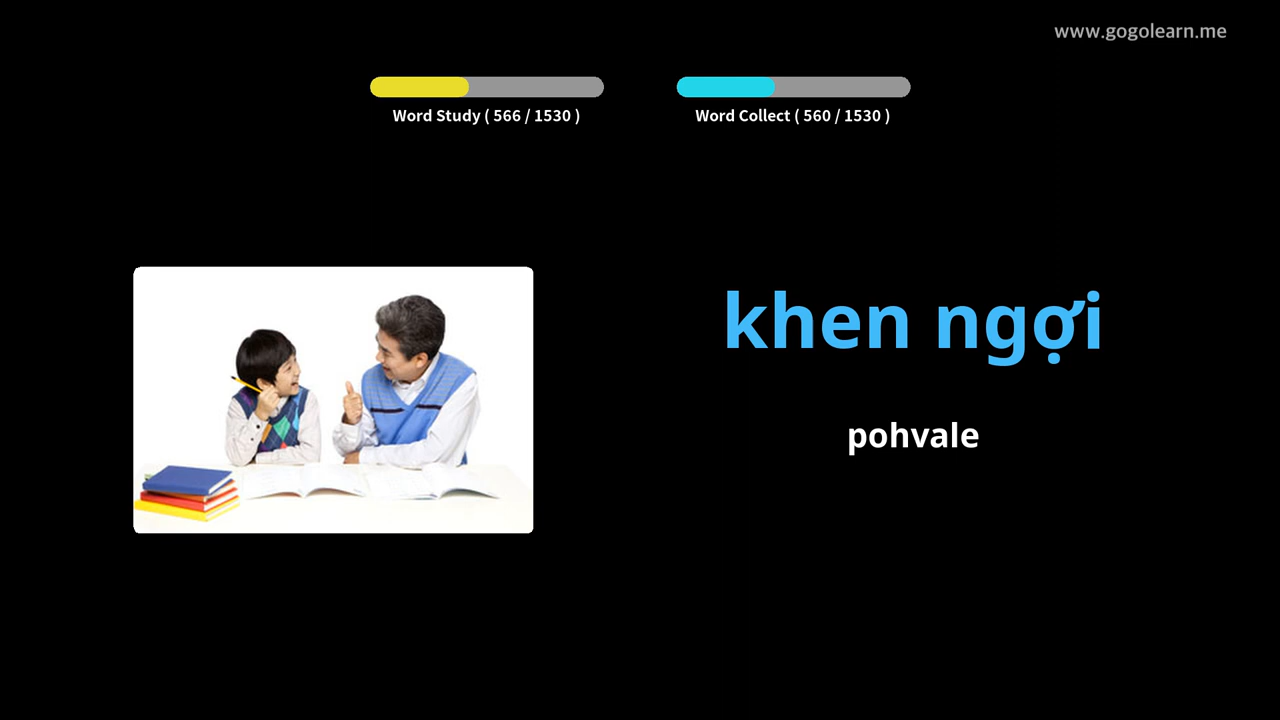 www.gogolearn.me
Word Study ( 566 / 1530 )
Word Collect ( 560 / 1530 )
khen ngợi
pohvale